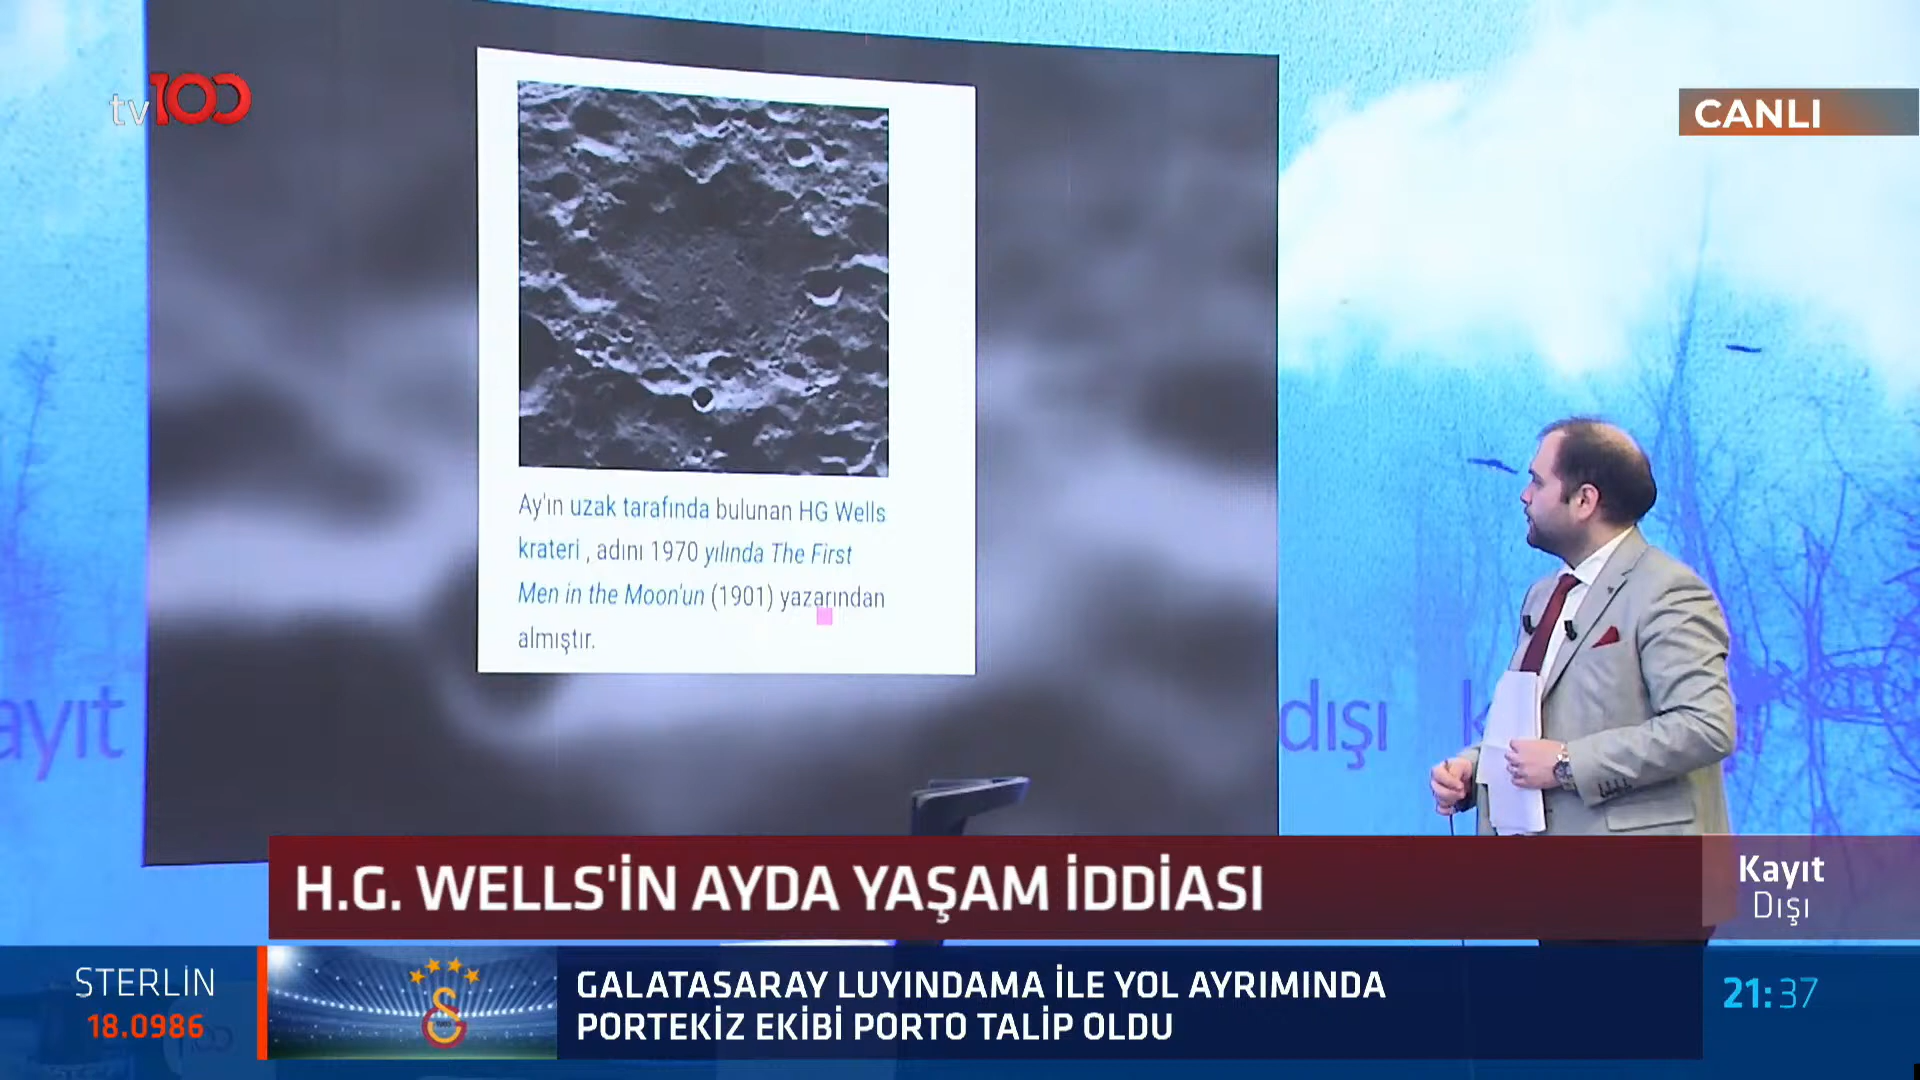 tv100
CANLI
Ay'ın uzak tarafında bulunan HG Wells
krateri , adını 1970 yılında The First
Men in the Moon'un (1901) yazarından
almıştır.
ayıt
dışı
H.G. WELLS'İN AYDA YAŞAM İDDİASI
Kayıt
Dışı
STERLİN
18.0986
GALATASARAY LUYINDAMA İLE YOL AYRIMINDA
PORTEKİZ EKİBİ PORTO TALİP OLDU
21:37